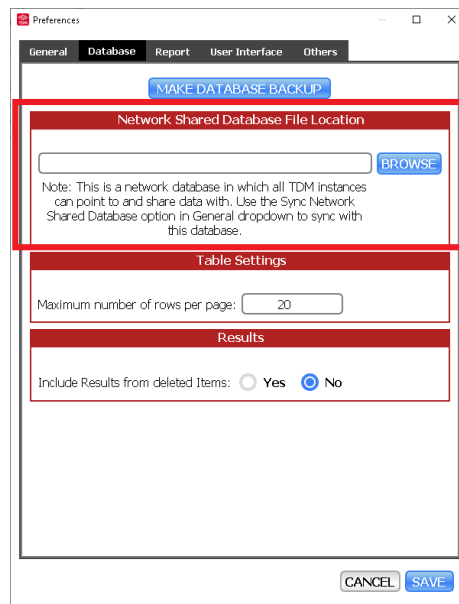 Preferences
General Database Report User Interface Others
MAKE DATABASE BACKUP
Network Shared Database File Location
BROWSE
Note: This is a network database in which all TDM instances
can point to and share data with. Use the Sync Network
Shared Database option in General dropdown to sync with
this database.
Table Settings
Maximum number of rows per page: 20
Results
Include Results from deleted Items: Yes No
CANCEL SAVE